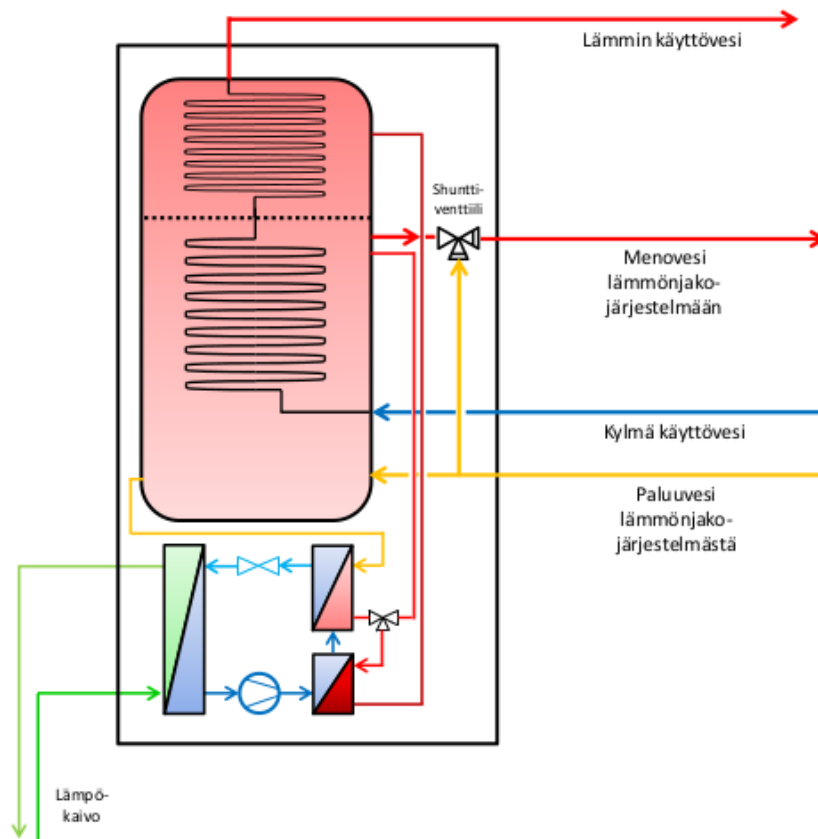 Lämmin käyttövesi
Shuntti-
venttiili
Menovesi
lämmönjako-
järjestelmään
Kylmä käyttövesi
Paluuvesi
lämmönjako-
järjestelmästä
Lämpö-
kaivo